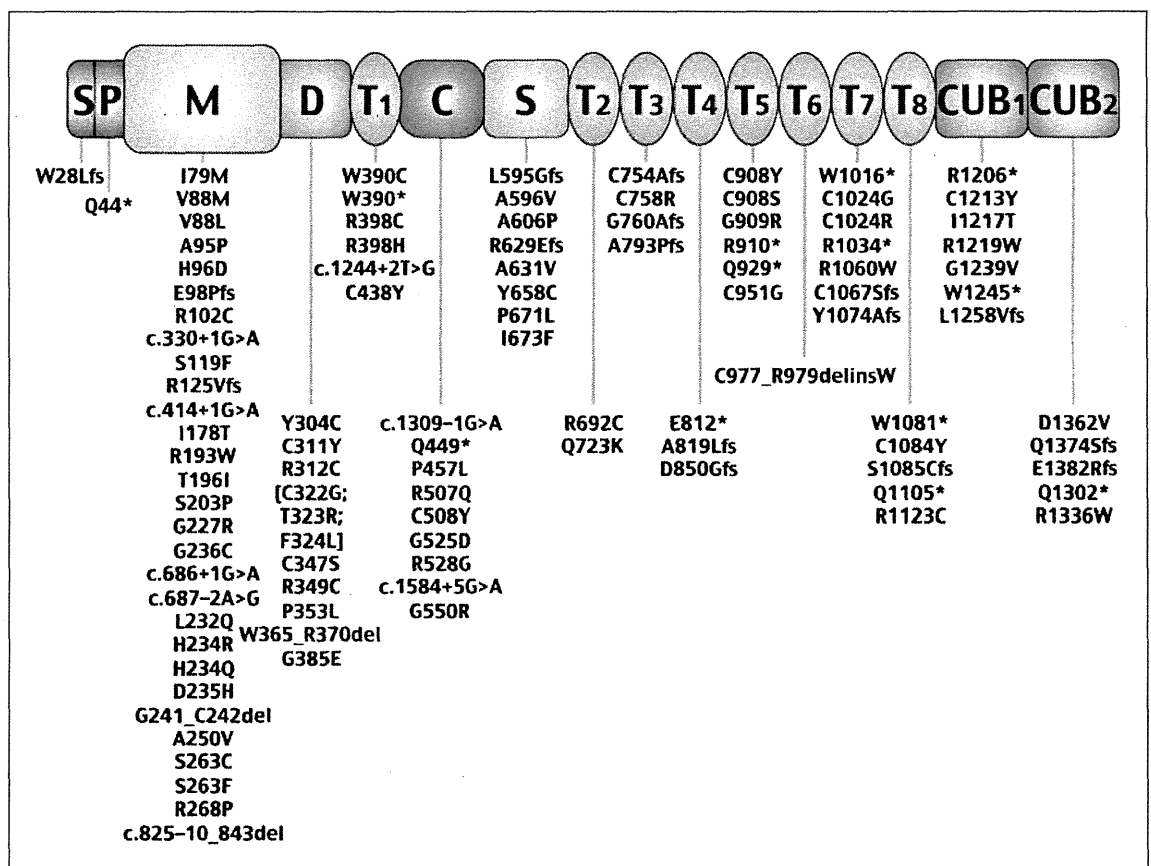 S P M D T1 C S T2 T3 T4 T5 T6 T7 T8 CUB1 CUB2
W28Lfs
Q44*
I79M
V88M
V88L
A95P
H96D
E98Pfs
R102C
c.330+1G>A
S119F
R125Vfs
c.414+1G>A
I178T
R193W
T196I
S203P
G227R
G236C
c.686+1G>A
c.687–2A>G
L232Q
H234R
H234Q
D235H
G241_C242del
A250V
S263C
S263F
R268P
c.825–10_843del
Y304C
C311Y
R312C
[C322G;
T323R;
F324L]
C347S
R349C
P353L
W365_R370del
G385E
W390C
W390*
R398C
R398H
c.1244+2T>G
C438Y
c.1309–1G>A
Q449*
P457L
R507Q
C508Y
G525D
R528G
c.1584+5G>A
G550R
L595Gfs
A596V
A606P
R629Efs
A631V
Y658C
P671L
I673F
R692C
Q723K
C754Afs
C758R
G760Afs
A793Pfs
E812*
A819Lfs
D850Gfs
C908Y
C908S
G909R
R910*
Q929*
C951G
C977_R979delinsW
W1016*
C1024G
C1024R
R1034*
R1060W
C1067Sfs
Y1074Afs
W1081*
C1084Y
S1085Cfs
Q1105*
R1123C
R1206*
C1213Y
I1217T
R1219W
G1239V
W1245*
L1258Vfs
D1362V
Q1374Sfs
E1382Rfs
Q1302*
R1336W